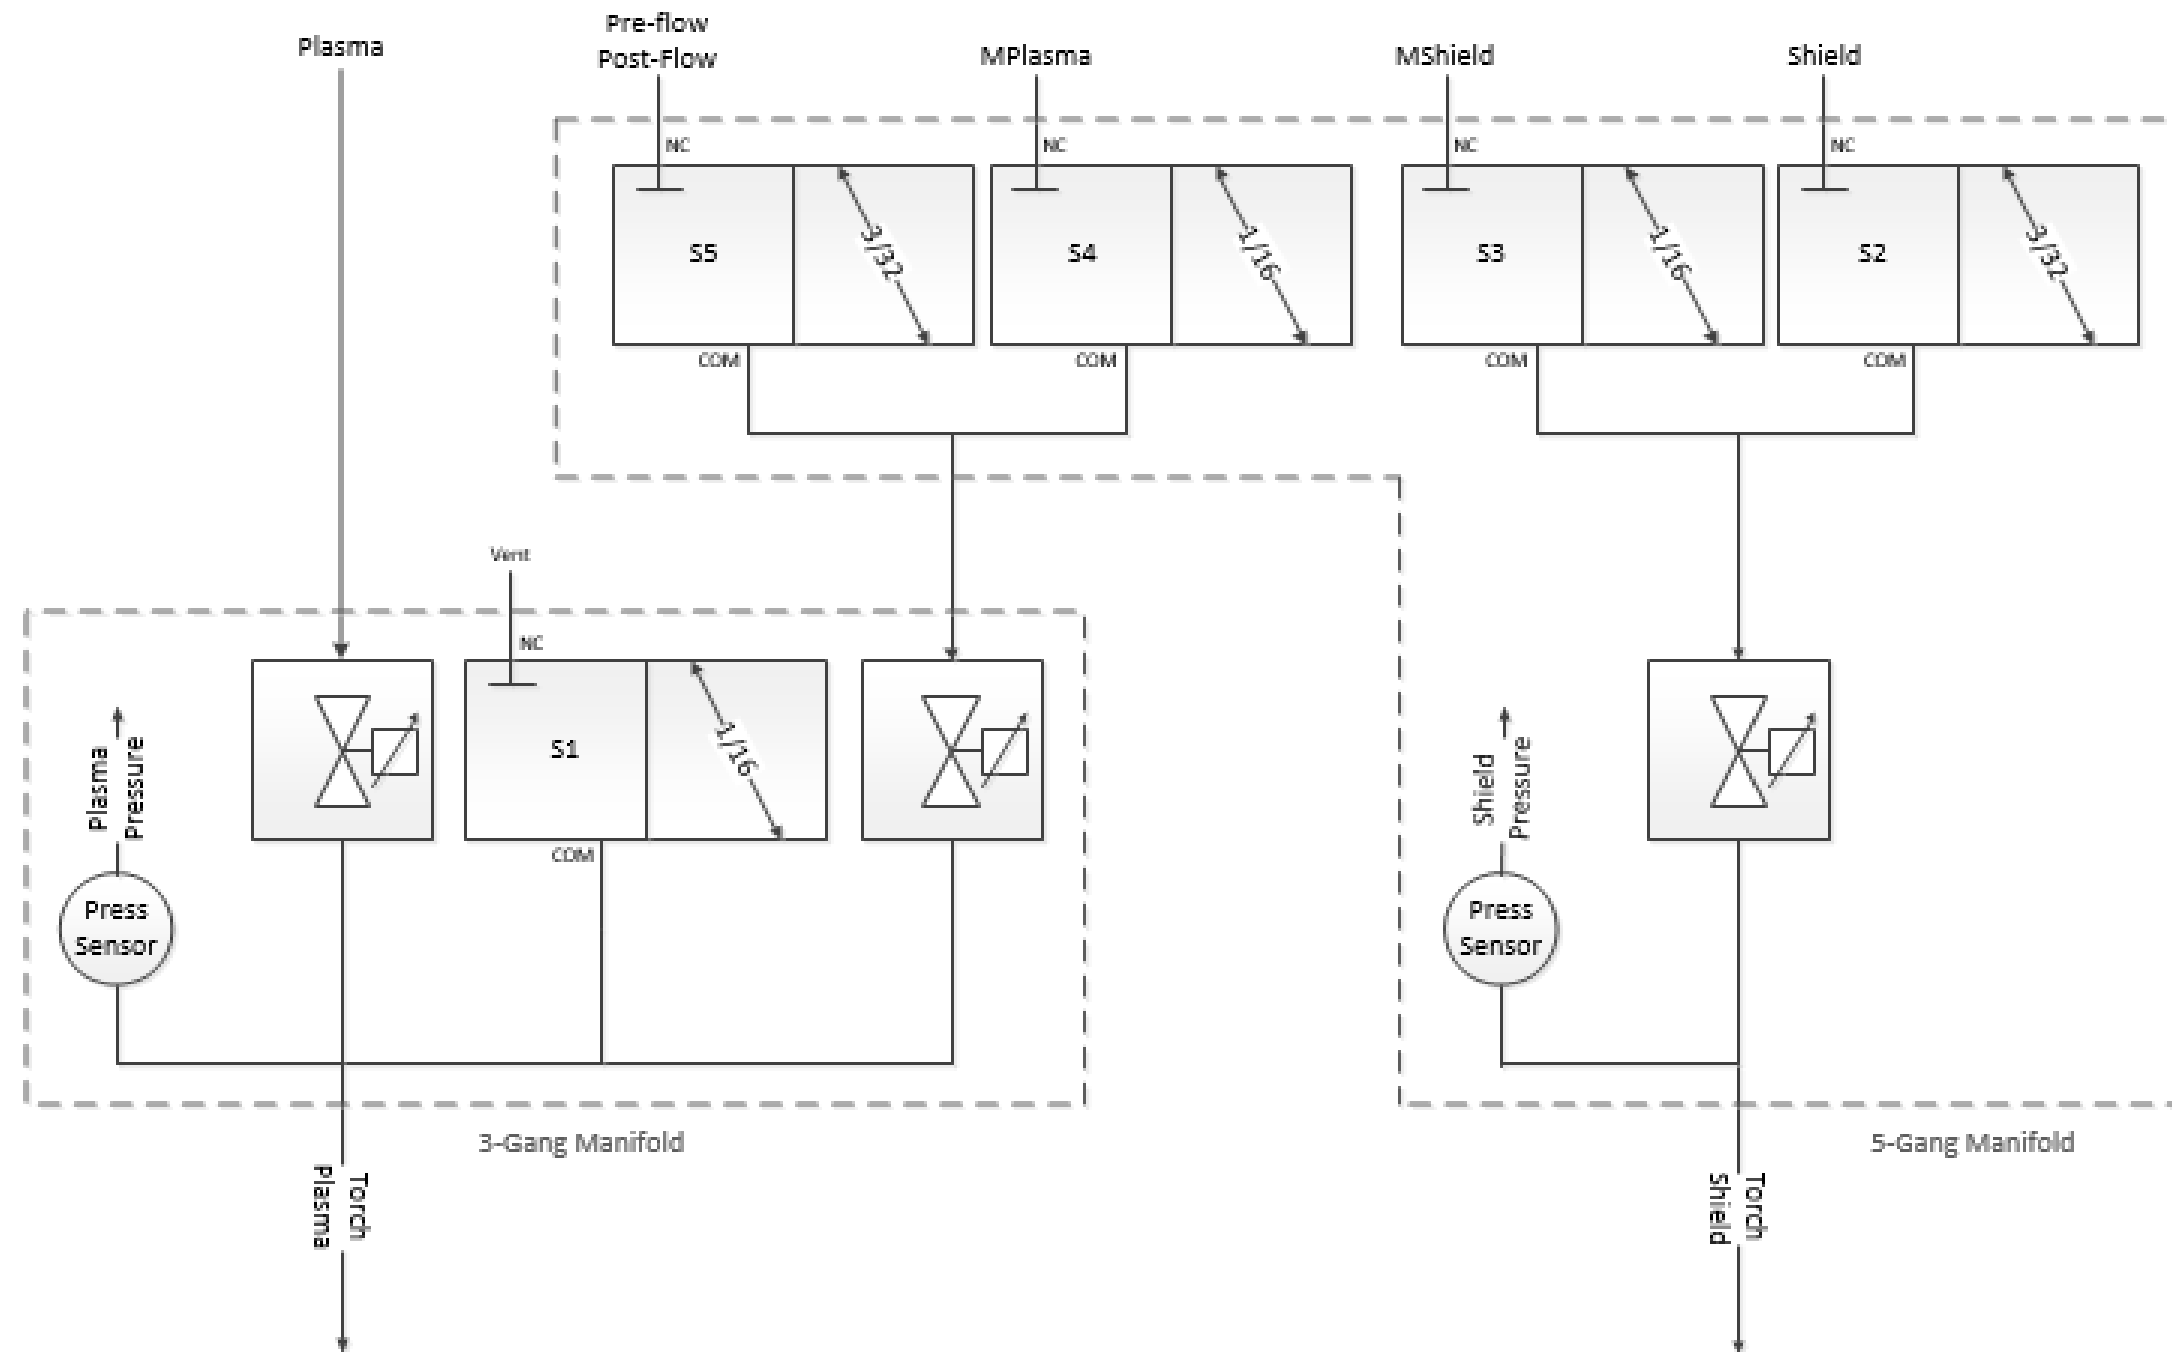 Plasma
Pre-flow
Post-Flow
MPlasma
MShield
Shield
NC
NC
NC
NC
S5
3/32
S4
1/16
S3
1/16
S2
3/32
COM
COM
COM
COM
Vent
NC
Plasma
Pressure
S1
1/16
Shield
Pressure
COM
Press
Sensor
Press
Sensor
3-Gang Manifold
5-Gang Manifold
Torch
Plasma
Torch
Shield